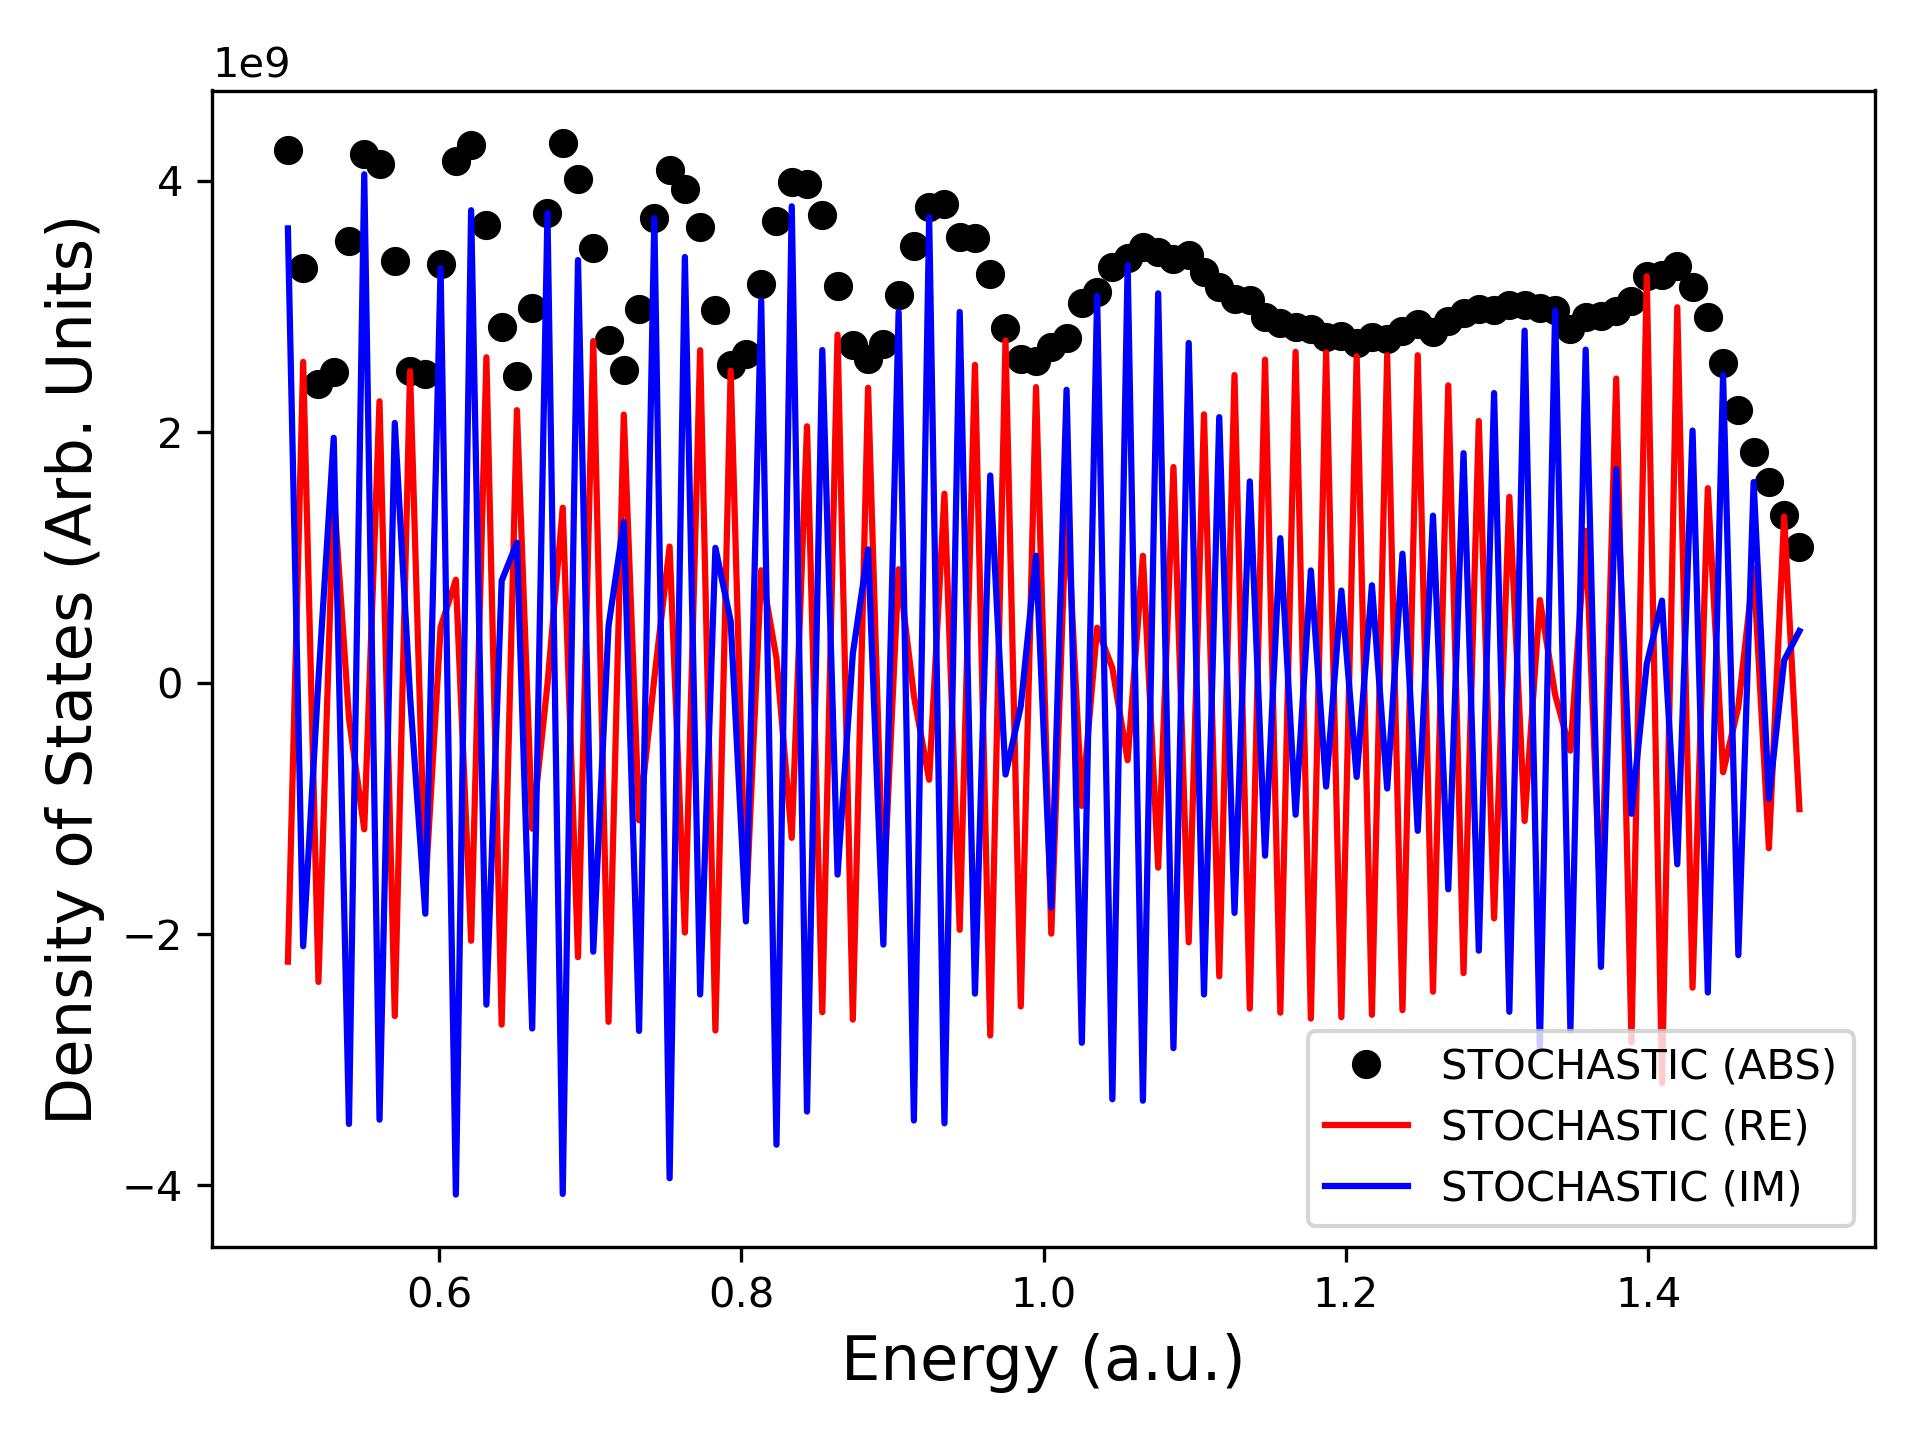 1e9
Density of States (Arb. Units)
4
2
0
−2
−4
STOCHASTIC (ABS)
STOCHASTIC (RE)
STOCHASTIC (IM)
0.6 0.8 1.0 1.2 1.4
Energy (a.u.)